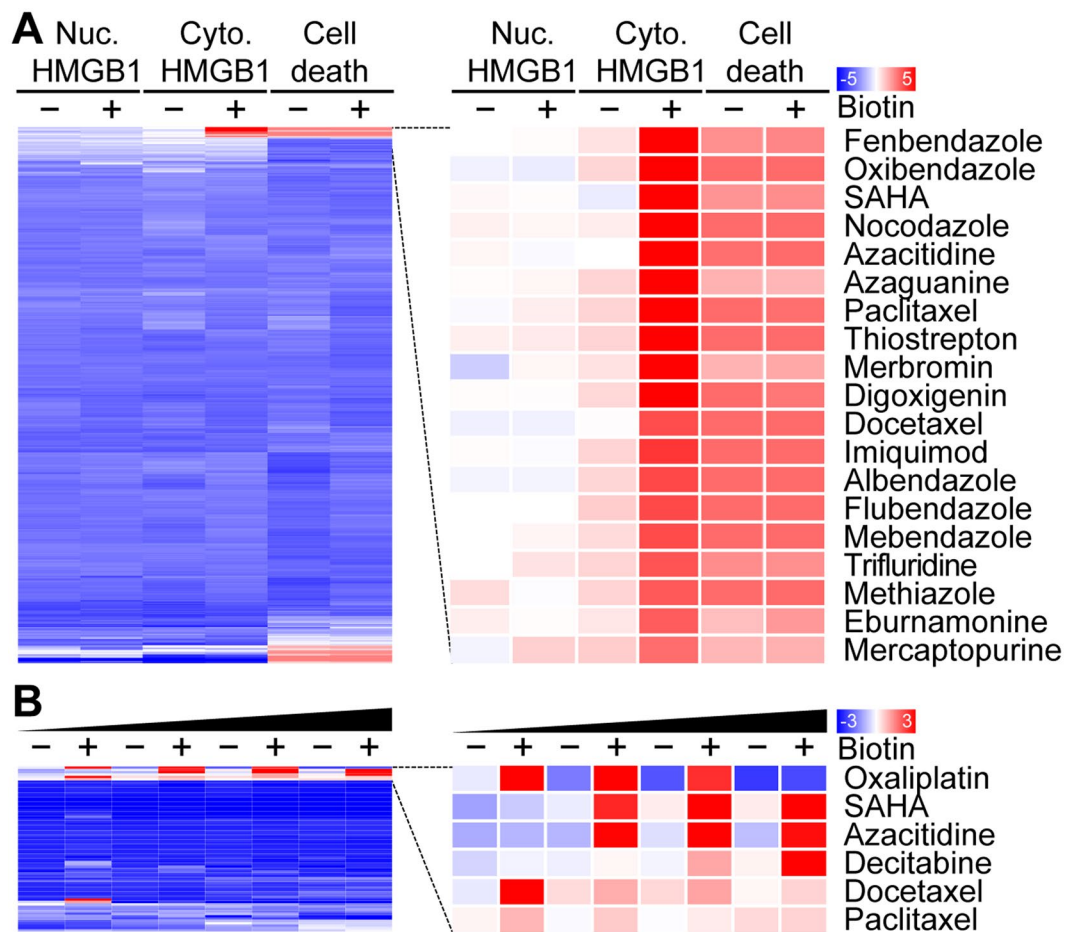 A
Nuc. Cyto. Cell Nuc. Cyto. Cell
HMGB1 HMGB1 death HMGB1 HMGB1 death
-5 5
− + − + − + − + − + − + Biotin
Fenbendazole
Oxibendazole
SAHA
Nocodazole
Azacitidine
Azaguanine
Paclitaxel
Thiostrepton
Merbromin
Digoxigenin
Docetaxel
Imiquimod
Albendazole
Flubendazole
Mebendazole
Trifluridine
Methiazole
Eburnamonine
Mercaptopurine
B
-3 3
− + − + − + − + − + − + − + − + Biotin
Oxaliplatin
SAHA
Azacitidine
Decitabine
Docetaxel
Paclitaxel